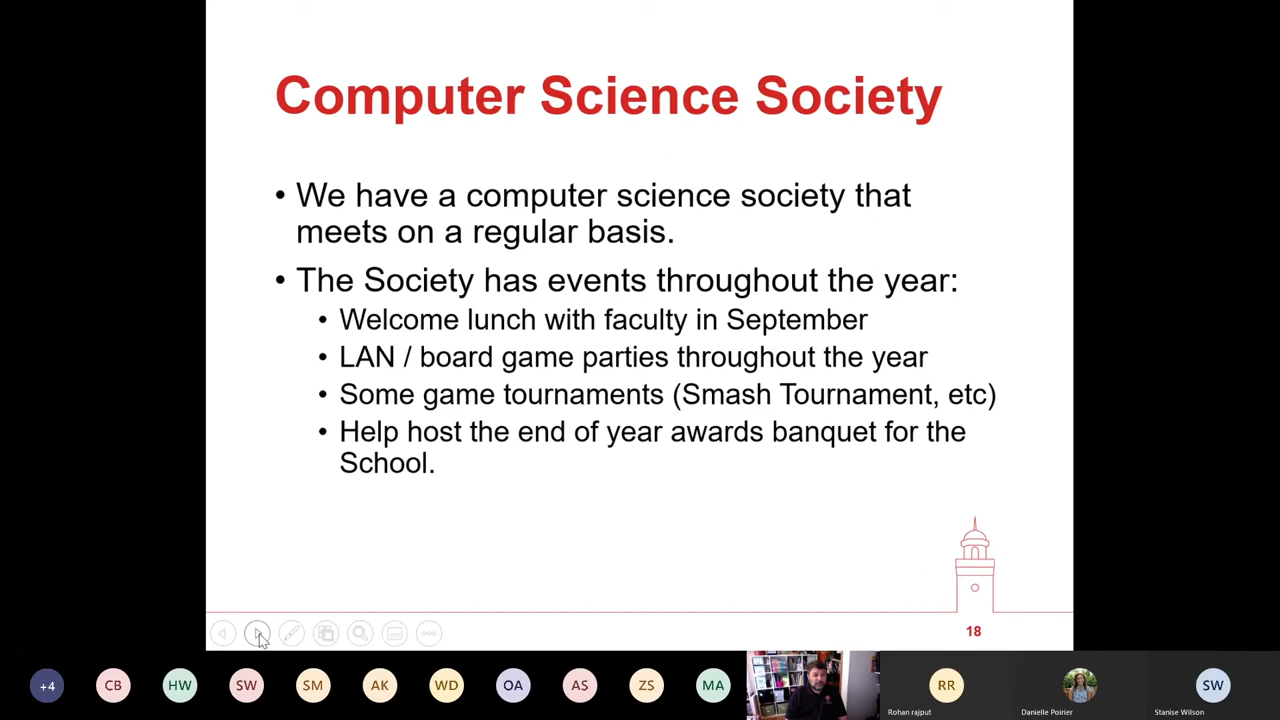 Computer Science Society
• We have a computer science society that
meets on a regular basis.
• The Society has events throughout the year:
• Welcome lunch with faculty in September
• LAN / board game parties throughout the year
• Some game tournaments (Smash Tournament, etc)
• Help host the end of year awards banquet for the
School.
18
+4 CB HW SW SM AK WD OA AS ZS MA RR SW
Rohan rajput Danielle Poirier Stanise Wilson